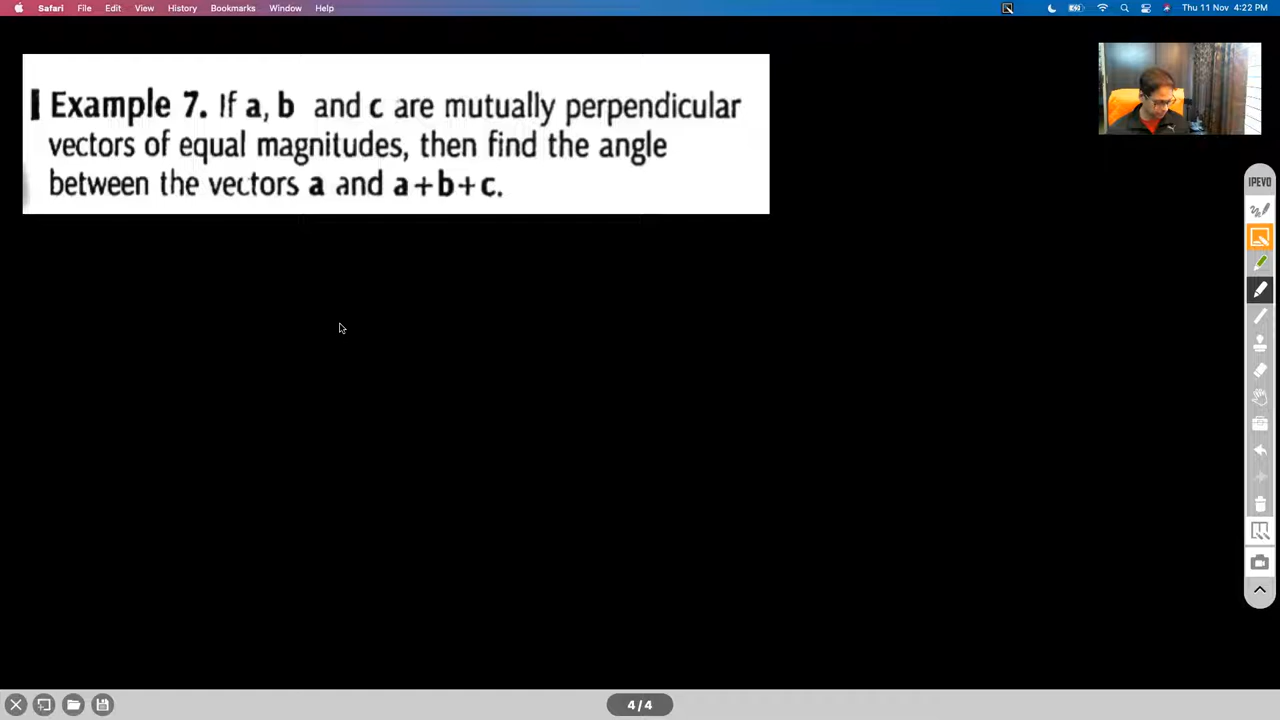 Safari File Edit View History Bookmarks Window Help Thu 11 Nov 4:22 PM
Example 7. If a, b and c are mutually perpendicular
vectors of equal magnitudes, then find the angle
between the vectors a and a+b+c.
IPEVO
4/4